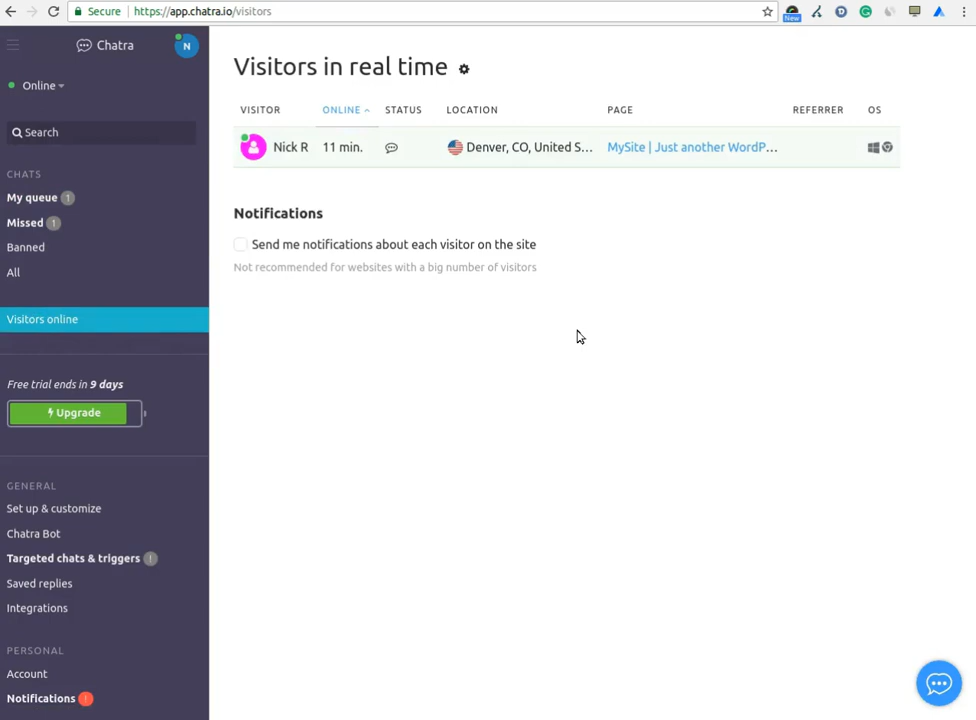 Secure https://app.chatra.io/visitors
New
Chatra
N
Online
Search
CHATS
My queue 1
Missed 1
Banned
All
Visitors online
Free trial ends in 9 days
Upgrade
GENERAL
Set up & customize
Chatra Bot
Targeted chats & triggers !
Saved replies
Integrations
PERSONAL
Account
Notifications !
Visitors in real time
VISITOR ONLINE STATUS LOCATION PAGE REFERRER OS
Nick R 11 min. Denver, CO, United S... MySite | Just another WordP...
Notifications
Send me notifications about each visitor on the site
Not recommended for websites with a big number of visitors